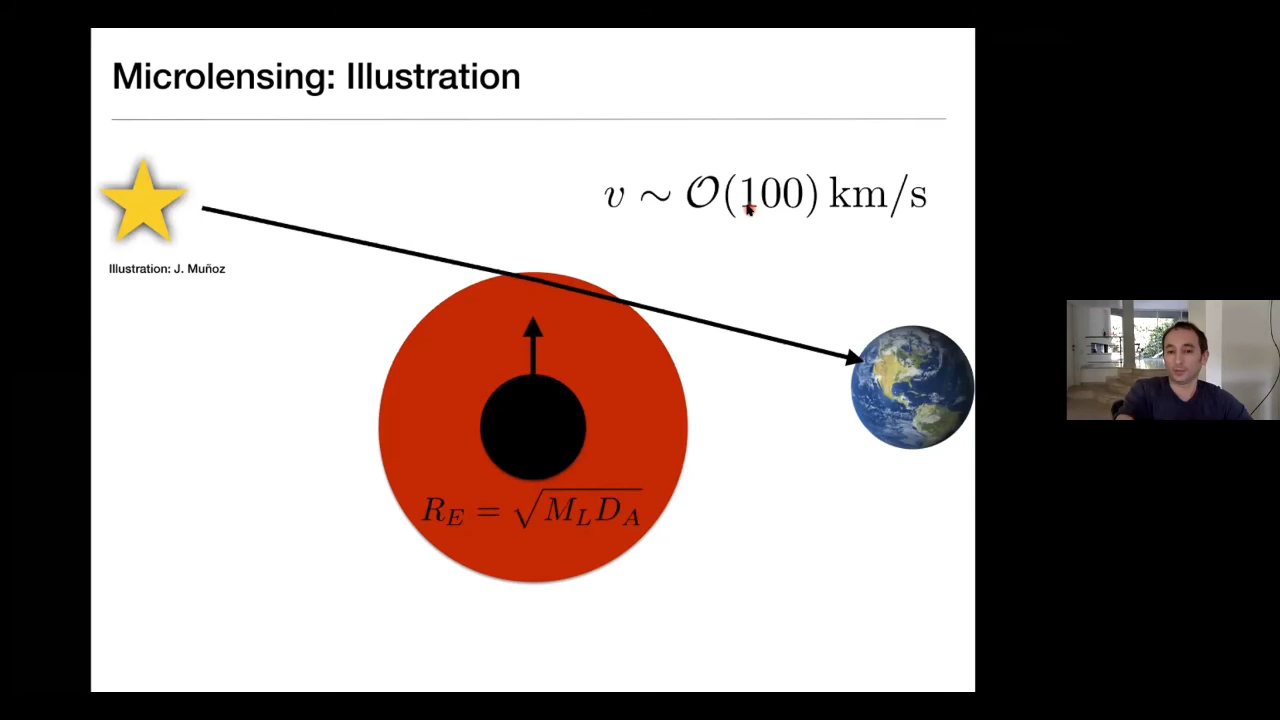 Microlensing: Illustration
v ∼ 𝒪(100) km/s
Illustration: J. Muñoz
R_E = √(M_L D_A)